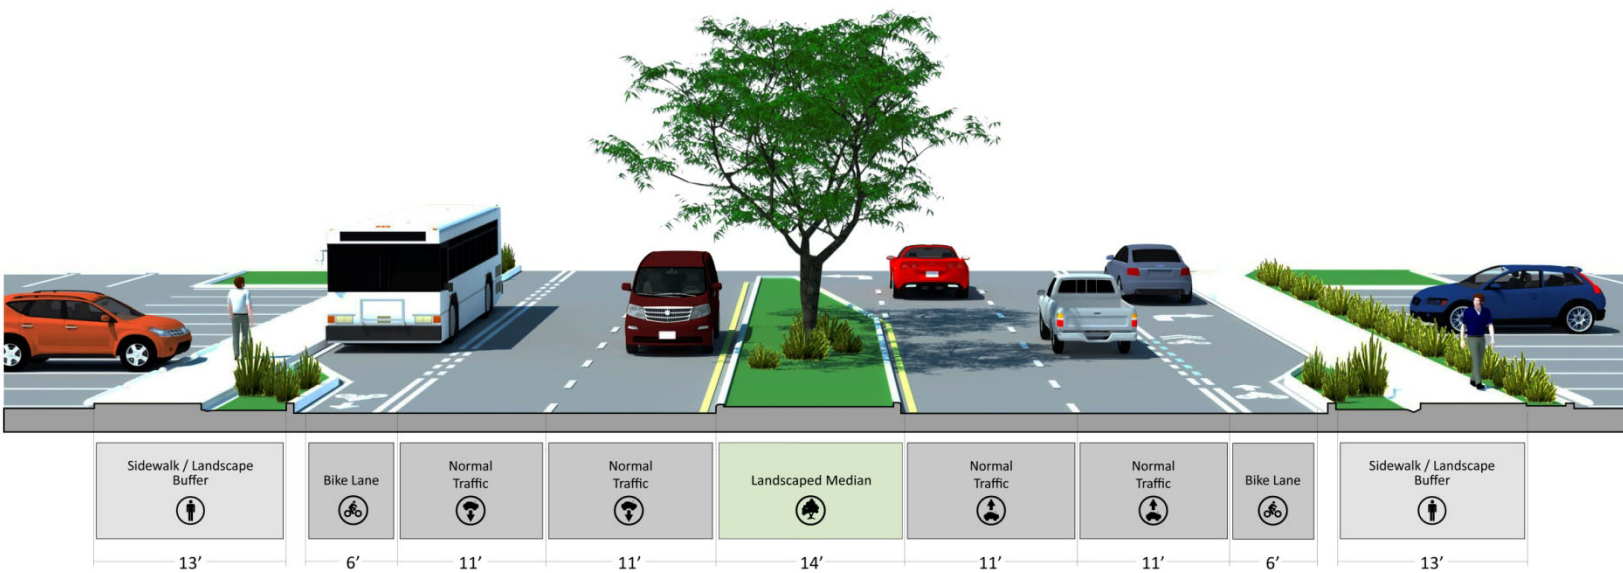 Sidewalk / Landscape
Buffer
Bike Lane
Normal
Traffic
Normal
Traffic
Landscaped Median
Normal
Traffic
Normal
Traffic
Bike Lane
Sidewalk / Landscape
Buffer
13’
6’
11’
11’
14’
11’
11’
6’
13’